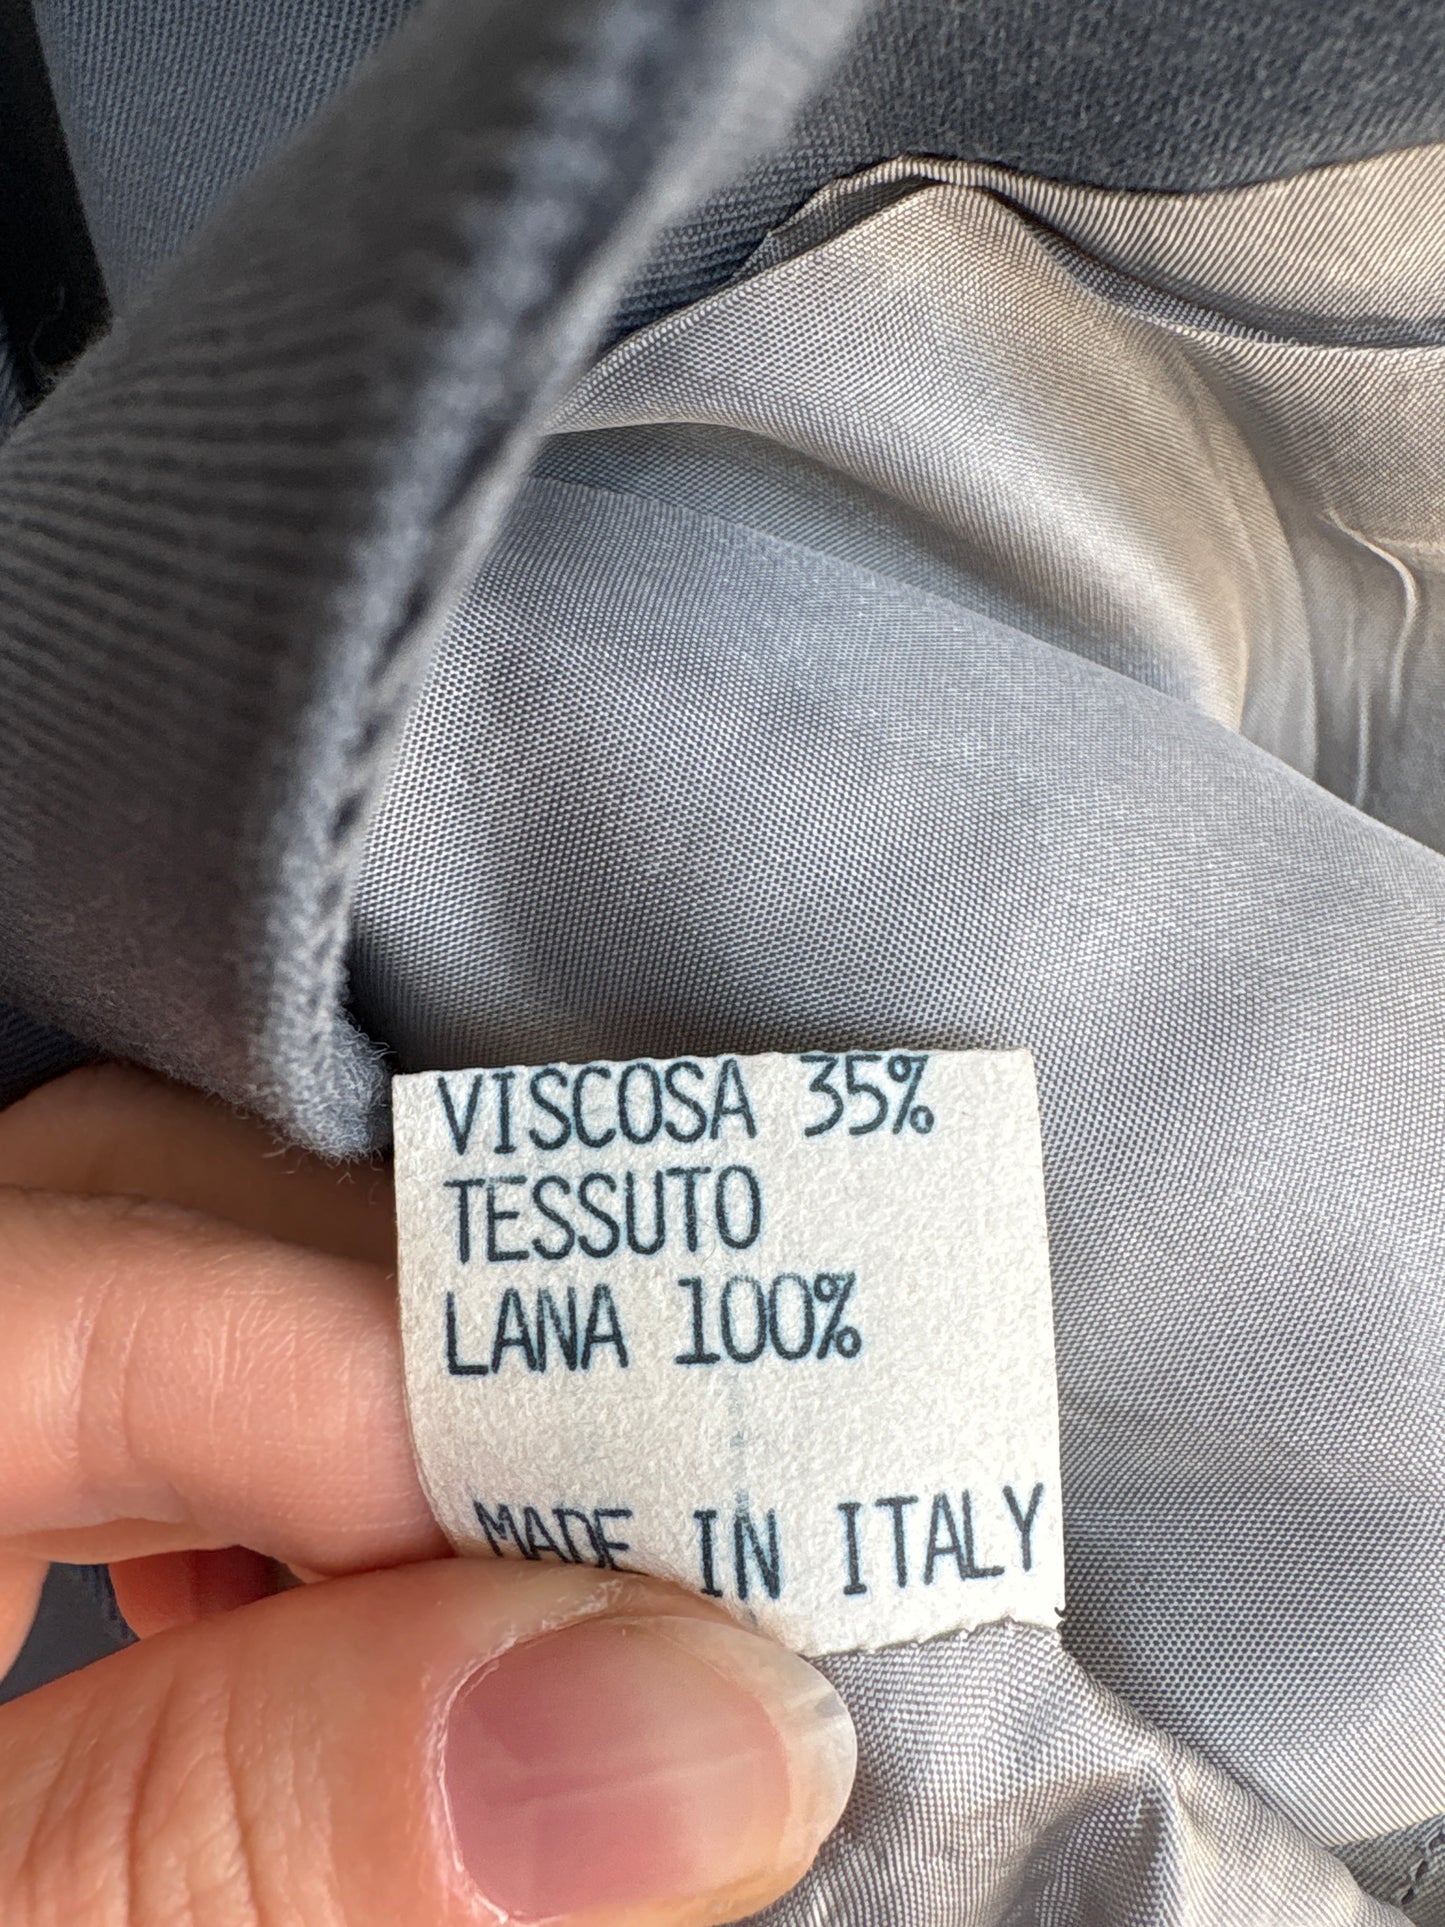 VISCOSA 35%
TESSUTO
LANA 100%
MADE IN ITALY